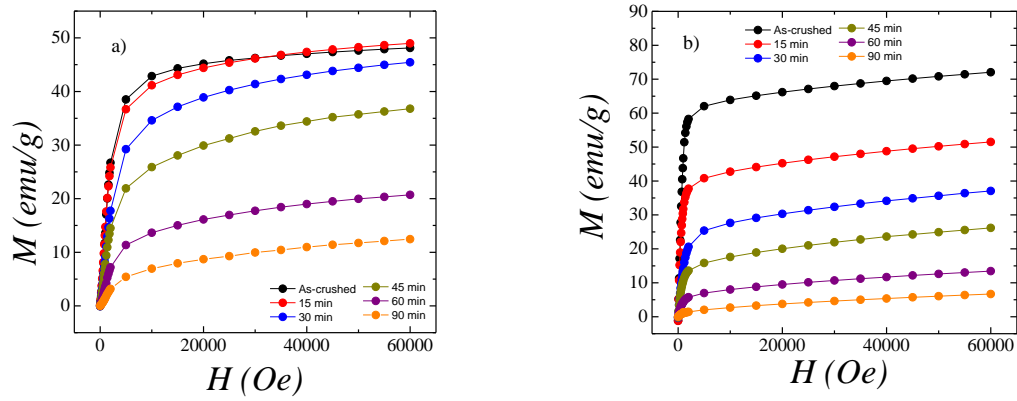 a)
M (emu/g)
50
40
30
20
10
0
As-crushed
15 min
30 min
45 min
60 min
90 min
0 20000 40000 60000
H (Oe)
b)
M (emu/g)
90
80
70
60
50
40
30
20
10
0
As-crushed
15 min
30 min
45 min
60 min
90 min
0 20000 40000 60000
H (Oe)